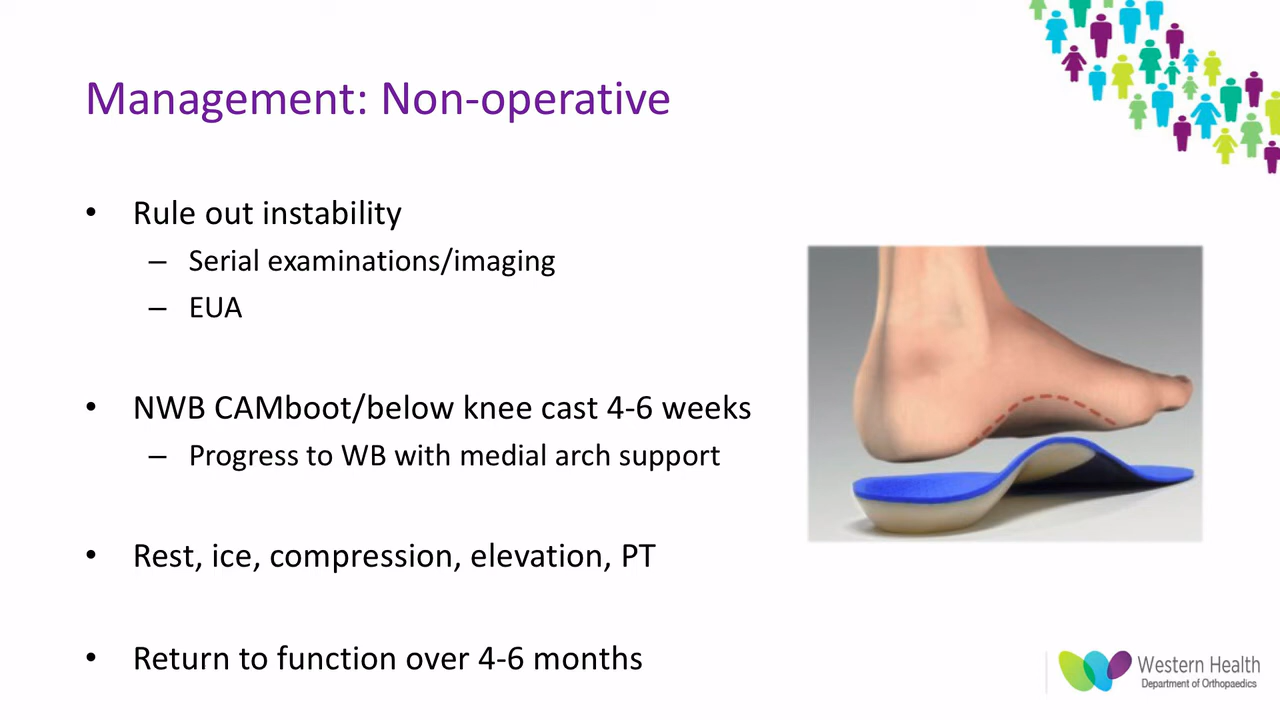 Management: Non-operative
• Rule out instability
– Serial examinations/imaging
– EUA
• NWB CAMboot/below knee cast 4-6 weeks
– Progress to WB with medial arch support
• Rest, ice, compression, elevation, PT
• Return to function over 4-6 months
Western Health
Department of Orthopaedics